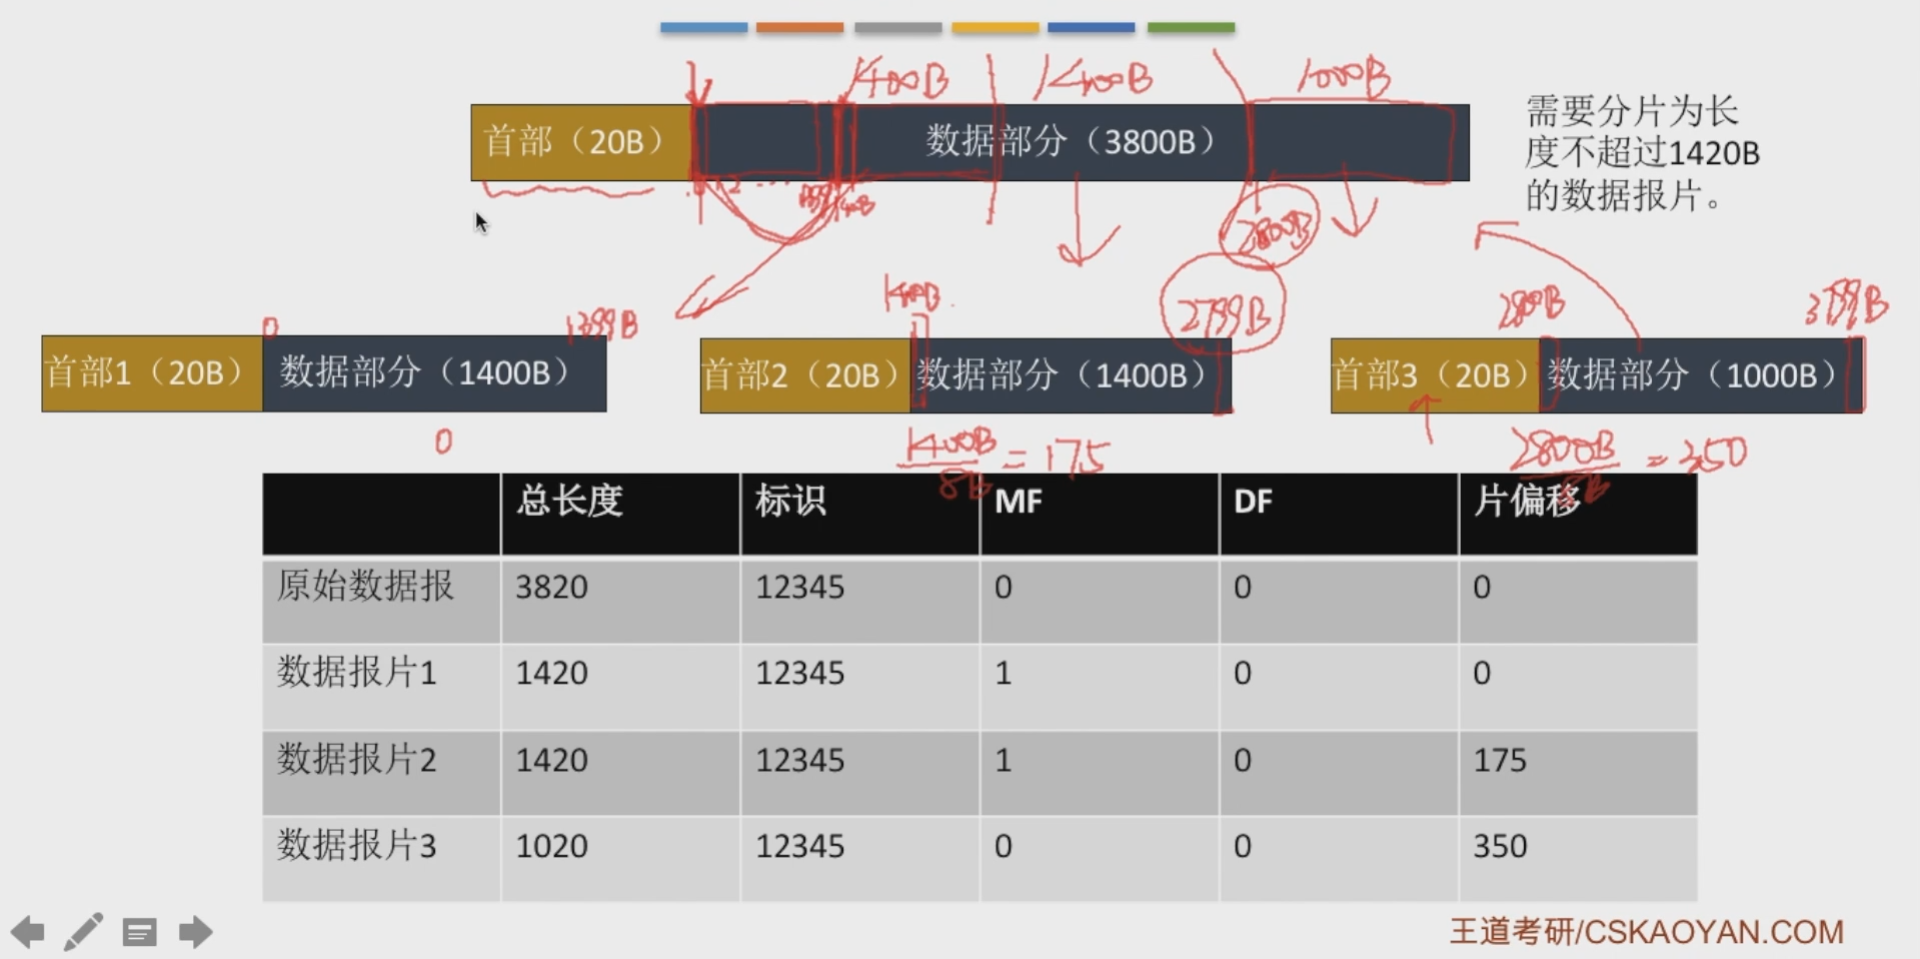 1400B 1400B 1000B
首部（20B） 数据部分（3800B）
需要分片为长
度不超过1420B
的数据报片。
2800B
0 1399B 1400B 2799B 2800B 3799B
首部1（20B） 数据部分（1400B） 首部2（20B） 数据部分（1400B） 首部3（20B） 数据部分（1000B）
0 1400B/8B = 175 2800B/8B = 350
总长度 标识 MF DF 片偏移
原始数据报 3820 12345 0 0 0
数据报片1 1420 12345 1 0 0
数据报片2 1420 12345 1 0 175
数据报片3 1020 12345 0 0 350
王道考研/CSKAOYAN.COM